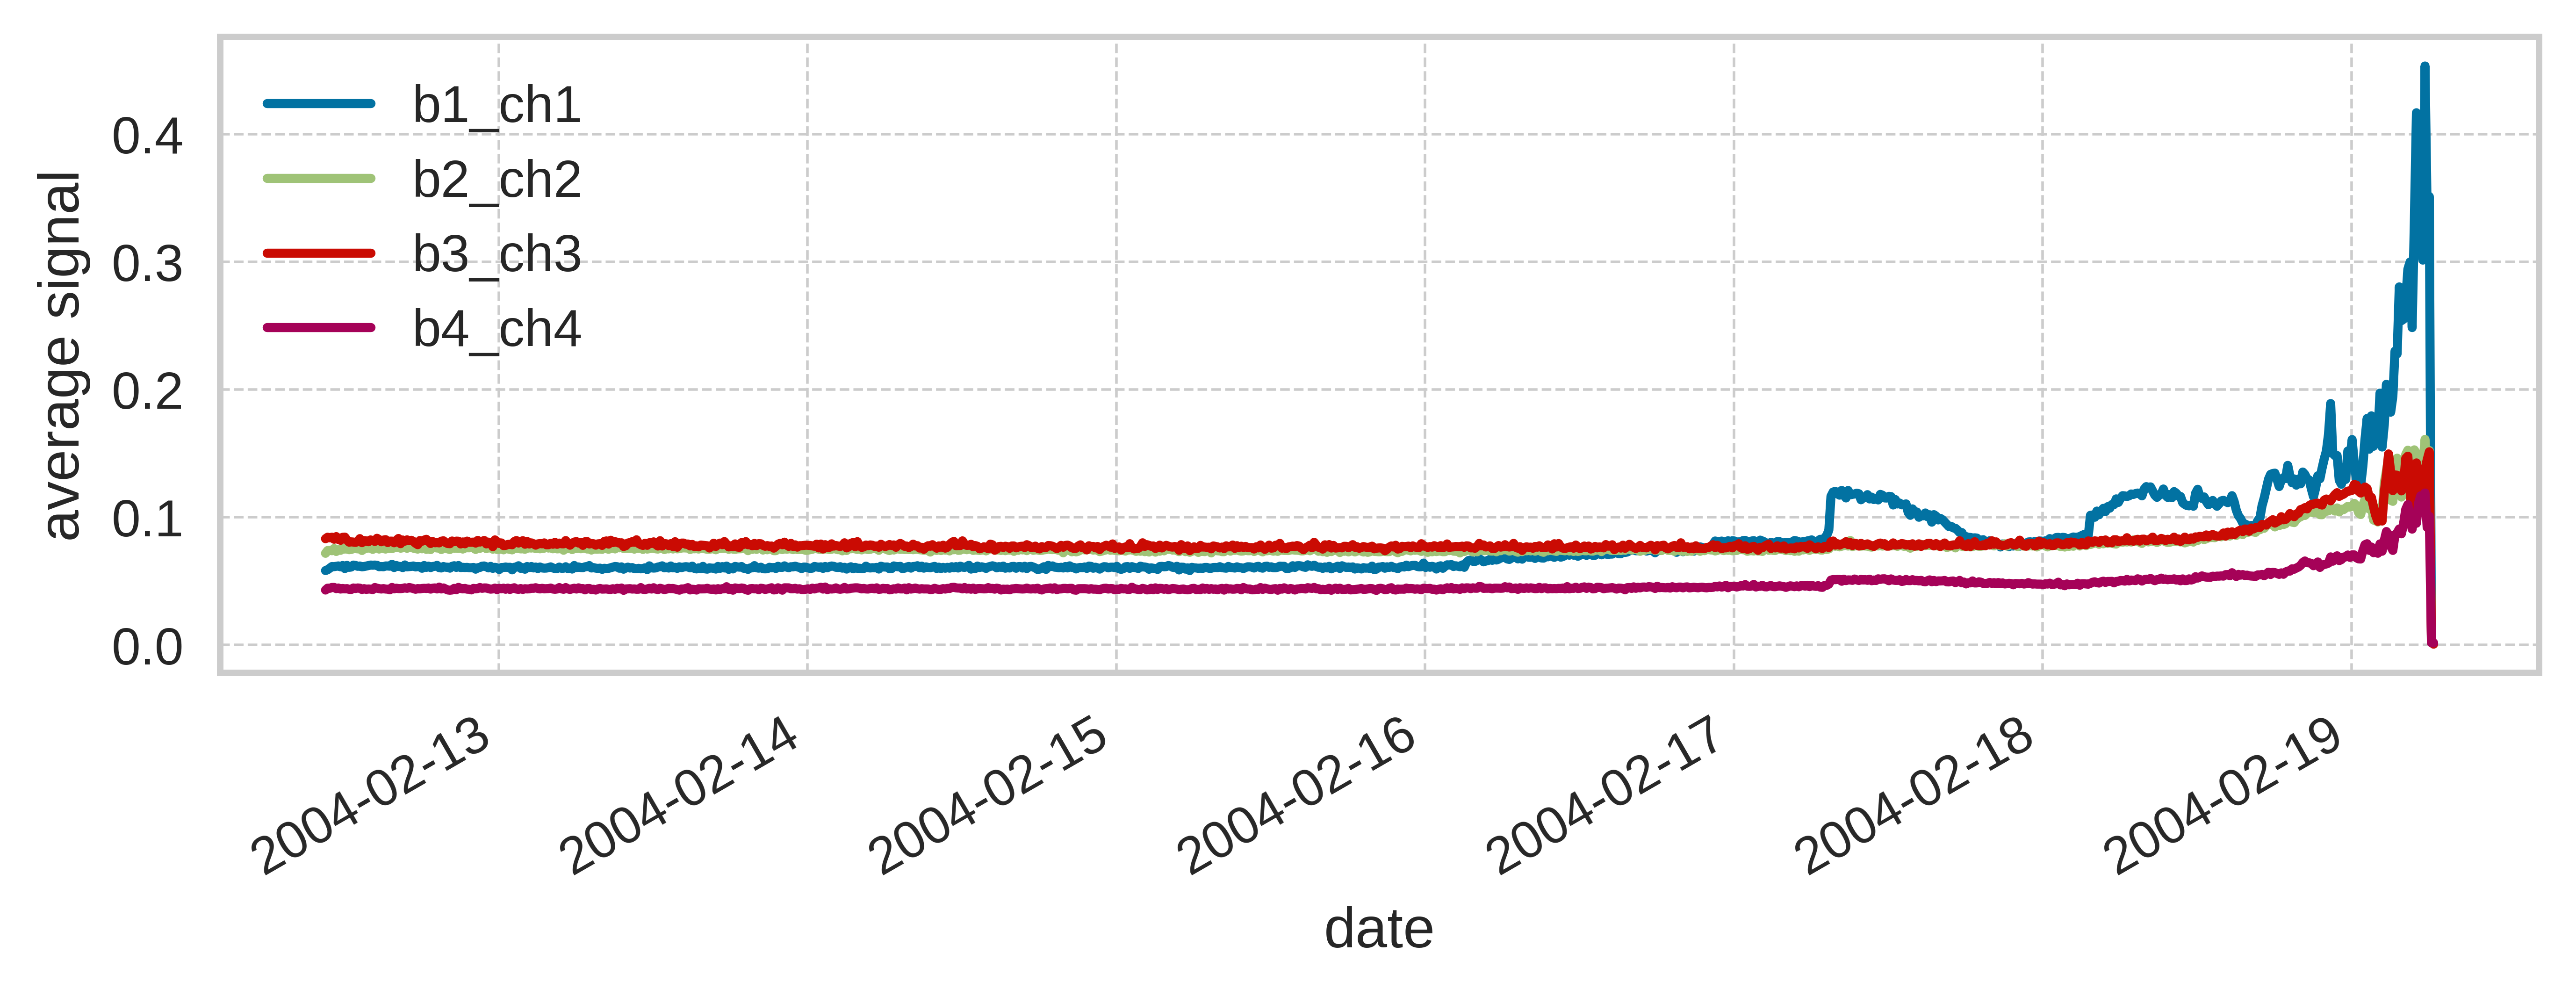 b1_ch1
b2_ch2
b3_ch3
b4_ch4
average signal
0.4
0.3
0.2
0.1
0.0
2004-02-13
2004-02-14
2004-02-15
2004-02-16
2004-02-17
2004-02-18
2004-02-19
date